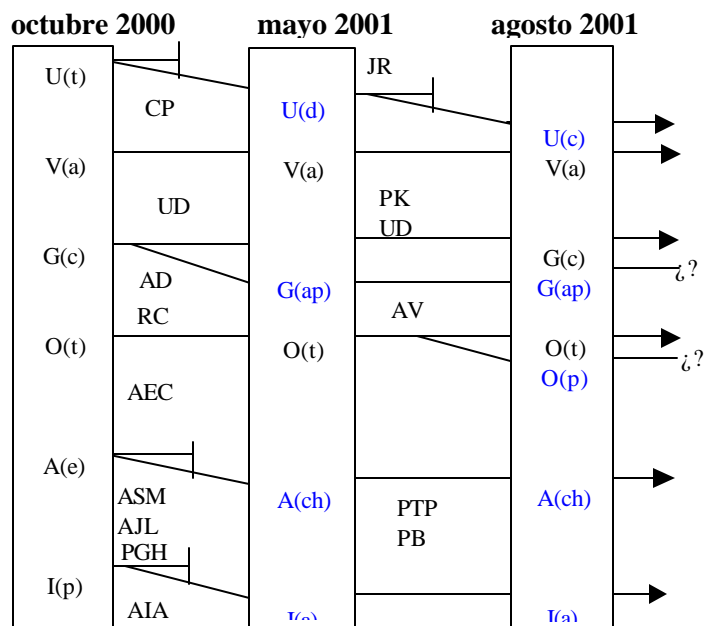 octubre 2000
mayo 2001
agosto 2001
U(t)
CP
U(d)
JR
U(c)
V(a)
V(a)
V(a)
UD
PK
UD
G(c)
G(c)
AD
G(ap)
G(ap)
¿?
RC
AV
O(t)
O(t)
O(t)
O(p)
¿?
AEC
A(e)
ASM
A(ch)
PTP
A(ch)
AJL
PB
PGH
I(p)
AIA
I(a)
I(a)